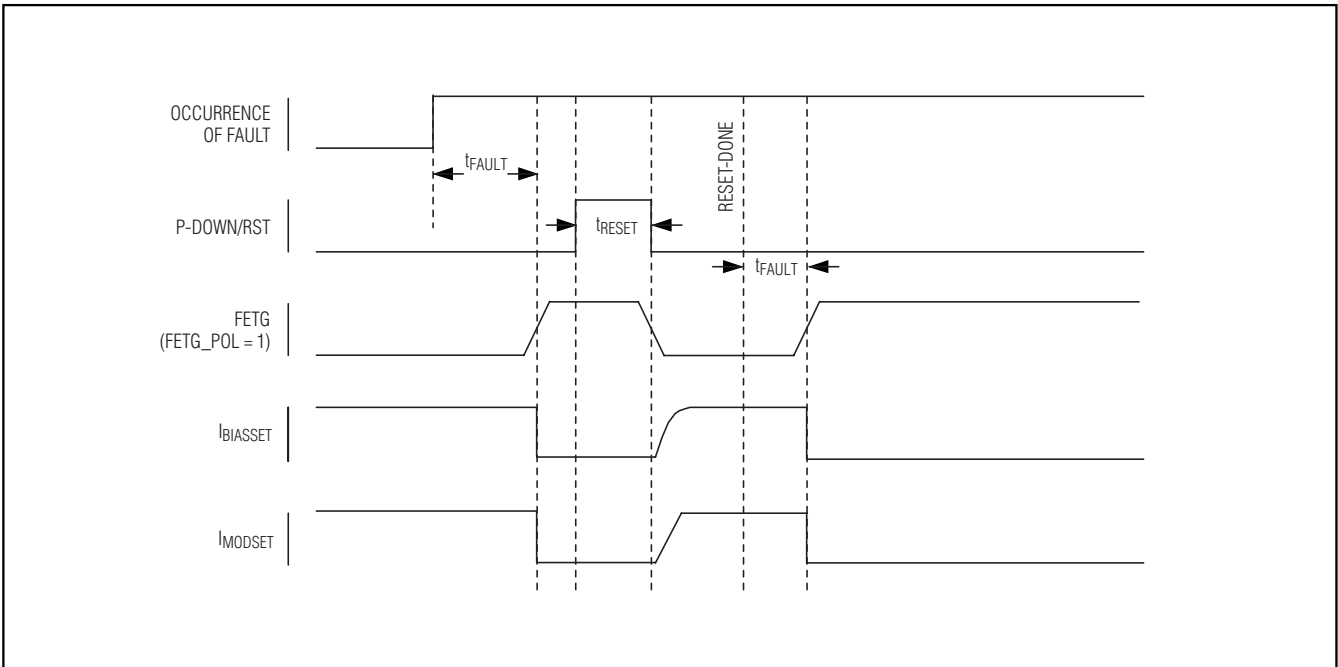 OCCURRENCE
OF FAULT
tFAULT
P-DOWN/RST
tRESET
RESET-DONE
tFAULT
FETG
(FETG_POL = 1)
IBIASSET
IMODSET